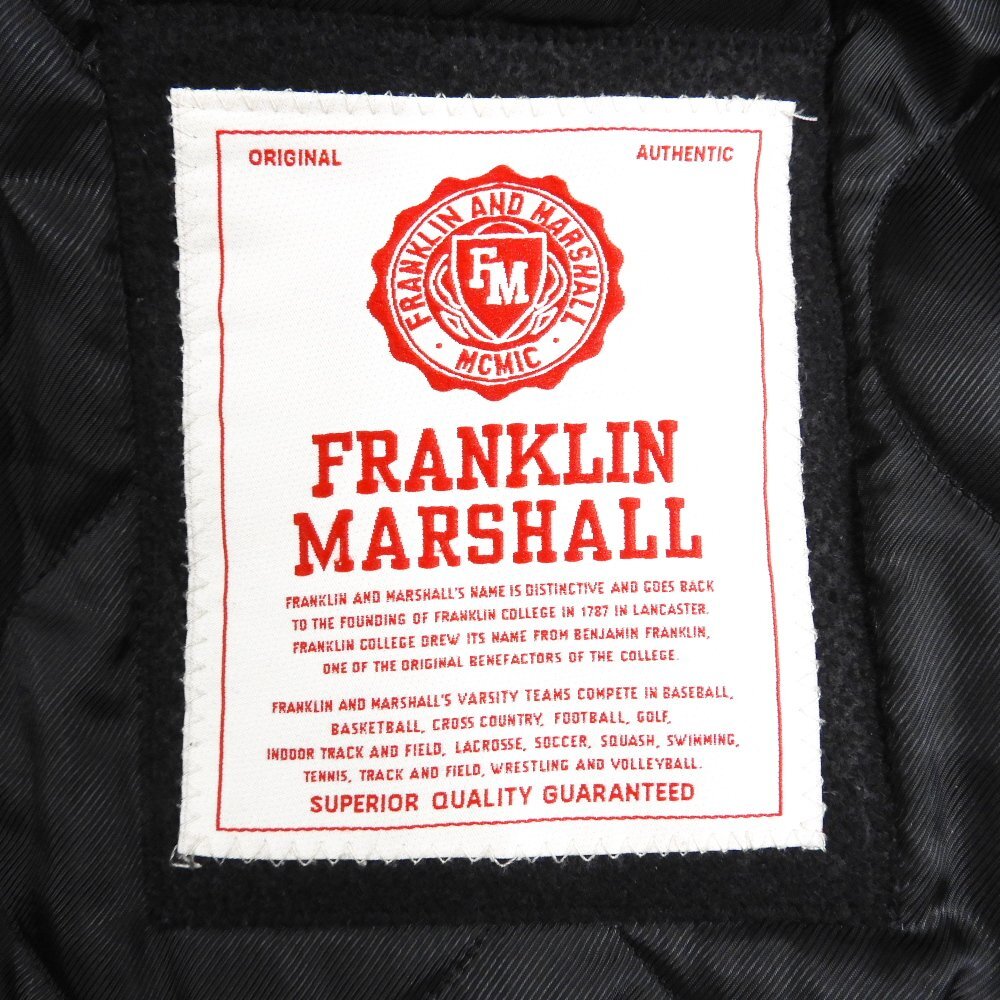 ORIGINAL
AUTHENTIC
FRANKLIN AND MARSHALL
FM
· MCMIC ·
FRANKLIN
MARSHALL
FRANKLIN AND MARSHALL'S NAME IS DISTINCTIVE AND GOES BACK
TO THE FOUNDING OF FRANKLIN COLLEGE IN 1787 IN LANCASTER.
FRANKLIN COLLEGE DREW ITS NAME FROM BENJAMIN FRANKLIN,
ONE OF THE ORIGINAL BENEFACTORS OF THE COLLEGE.
FRANKLIN AND MARSHALL'S VARSITY TEAMS COMPETE IN BASEBALL,
BASKETBALL, CROSS COUNTRY, FOOTBALL, GOLF,
INDOOR TRACK AND FIELD, LACROSSE, SOCCER, SQUASH, SWIMMING,
TENNIS, TRACK AND FIELD, WRESTLING AND VOLLEYBALL.
SUPERIOR QUALITY GUARANTEED